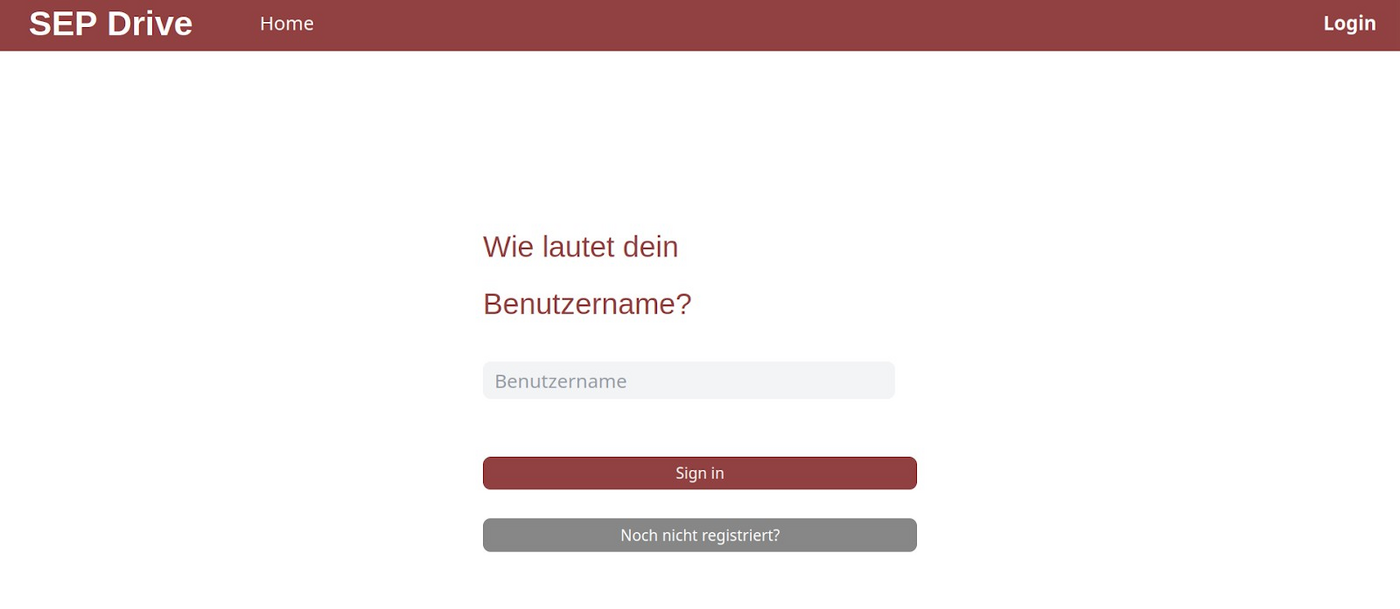 SEP Drive Home Login
Wie lautet dein
Benutzername?
Benutzername
Sign in
Noch nicht registriert?